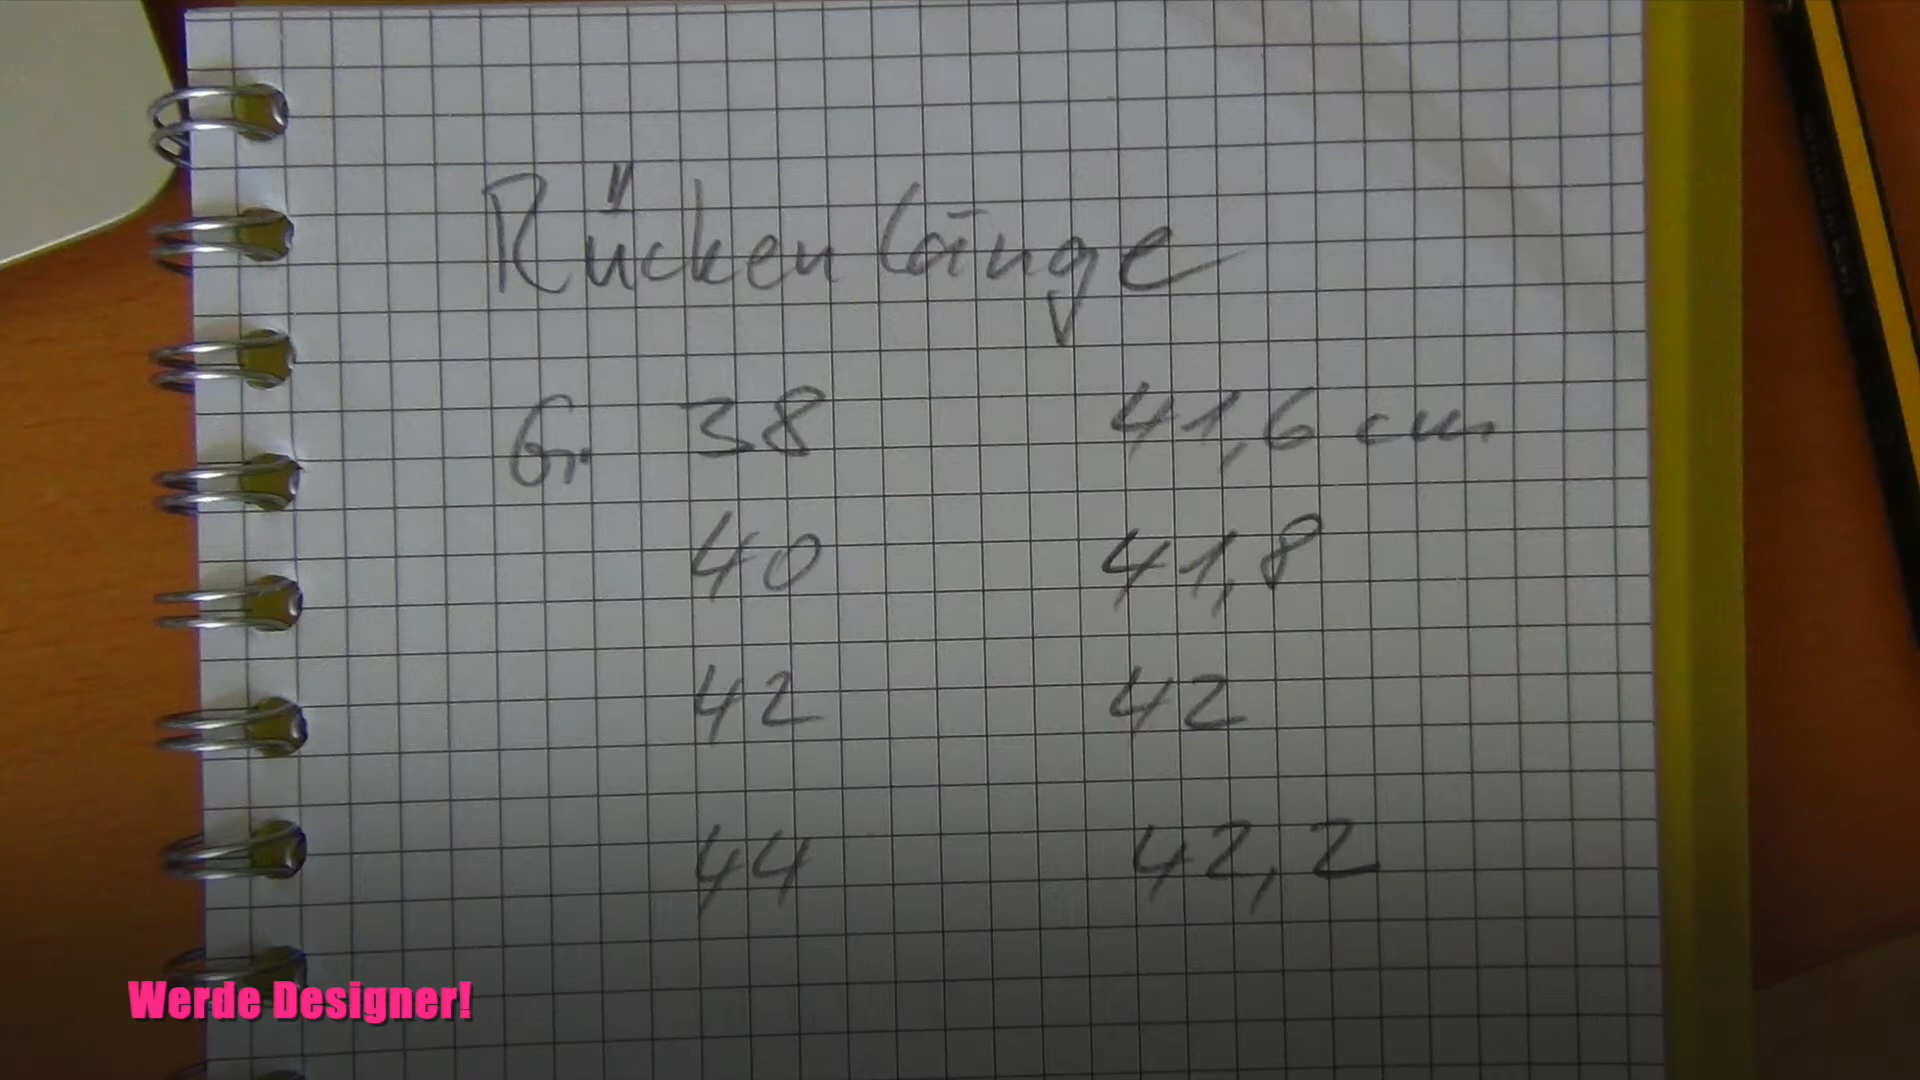 Rückenlänge
Gr. 38 41,6 cm
40 41,8
42 42
44 42,2
Werde Designer!